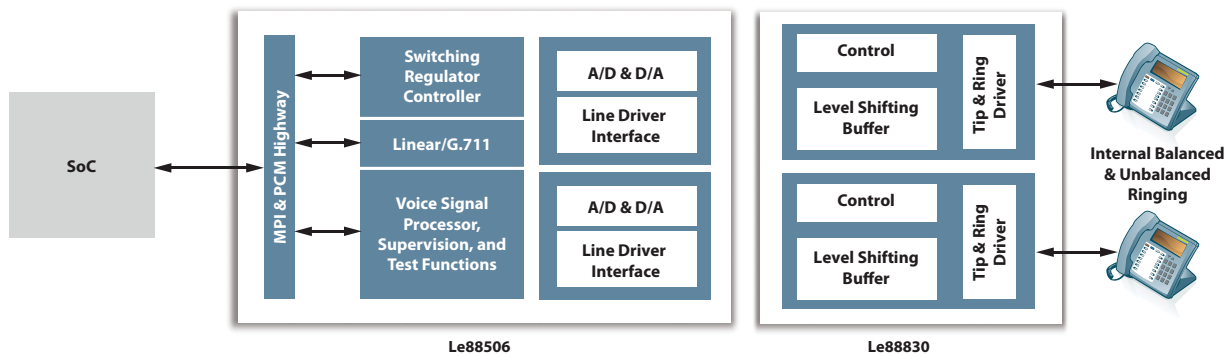 SoC
MPI & PCM Highway
Switching
Regulator
Controller
Linear/G.711
Voice Signal
Processor,
Supervision, and
Test Functions
A/D & D/A
Line Driver
Interface
A/D & D/A
Line Driver
Interface
Le88506
Control
Level Shifting
Buffer
Tip & Ring
Driver
Control
Level Shifting
Buffer
Tip & Ring
Driver
Le88830
Internal Balanced
& Unbalanced
Ringing